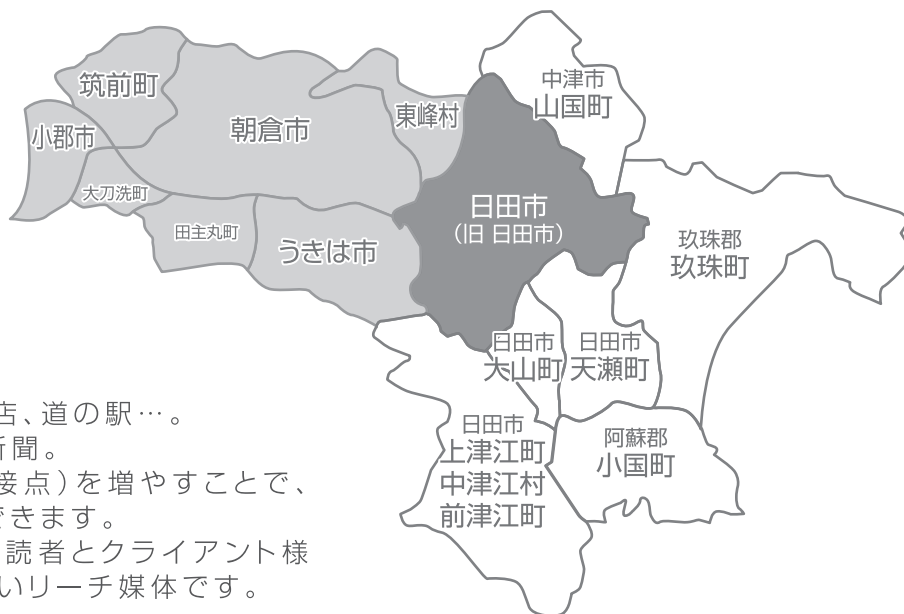 中津市
山国町
筑前町
小郡市
朝倉市
東峰村
大刀洗町
田主丸町
うきは市
日田市
（旧 日田市）
玖珠郡
玖珠町
日田市
大山町
日田市
天瀬町
日田市
上津江町
中津江村
前津江町
阿蘇郡
小国町
店、道の駅…。
聞。
接点）を増やすことで、
できます。
読者とクライアント様
いリーチ媒体です。